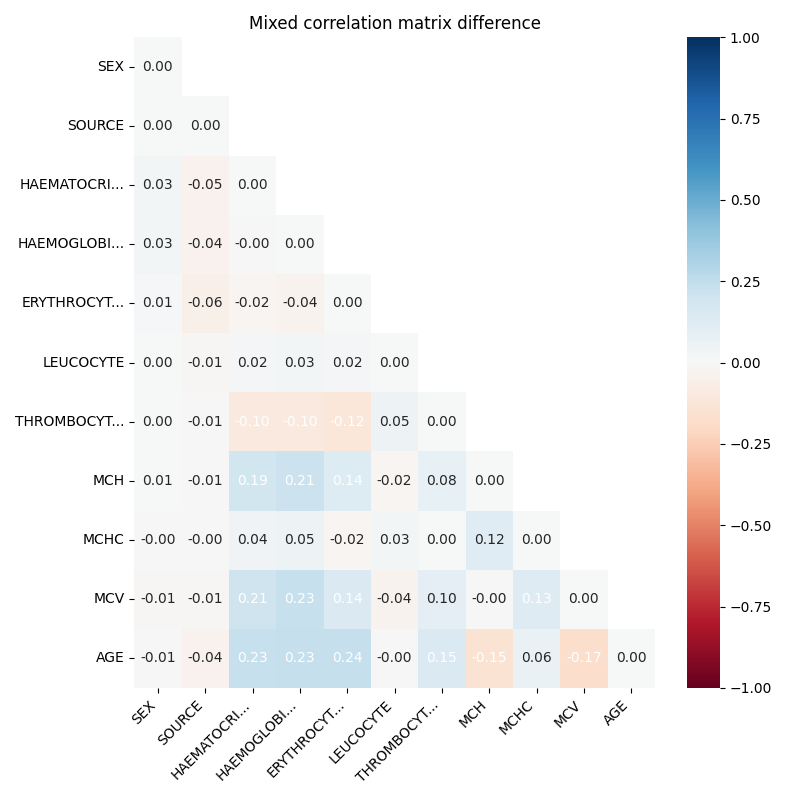 Mixed correlation matrix difference
SEX 0.00
SOURCE 0.00 0.00
HAEMATOCRI... 0.03 -0.05 0.00
HAEMOGLOBI... 0.03 -0.04 -0.00 0.00
ERYTHROCYT... 0.01 -0.06 -0.02 -0.04 0.00
LEUCOCYTE 0.00 -0.01 0.02 0.03 0.02 0.00
THROMBOCYT... 0.00 -0.01 -0.10 -0.10 -0.12 0.05 0.00
MCH 0.01 -0.01 0.19 0.21 0.14 -0.02 0.08 0.00
MCHC -0.00 -0.00 0.04 0.05 -0.02 0.03 0.00 0.12 0.00
MCV -0.01 -0.01 0.21 0.23 0.14 -0.04 0.10 -0.00 0.13 0.00
AGE -0.01 -0.04 0.23 0.23 0.24 -0.00 0.15 -0.15 0.06 -0.17 0.00
SEX SOURCE HAEMATOCRI... HAEMOGLOBI... ERYTHROCYT... LEUCOCYTE THROMBOCYT... MCH MCHC MCV AGE
1.00
0.75
0.50
0.25
0.00
−0.25
−0.50
−0.75
−1.00